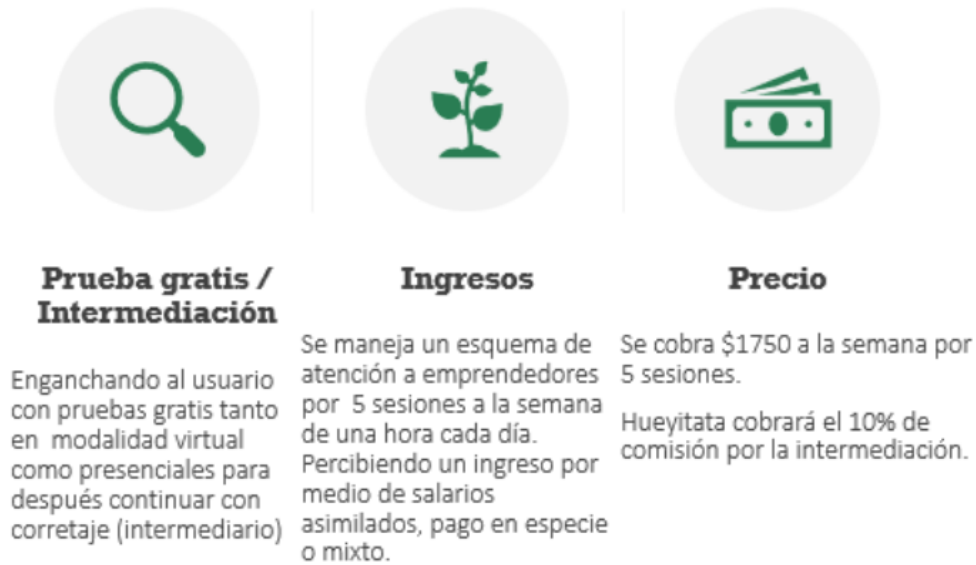 Prueba gratis /
Intermediación
Enganchando al usuario
con pruebas gratis tanto
en modalidad virtual
como presenciales para
después continuar con
corretaje (intermediario)
Ingresos
Se maneja un esquema de
atención a emprendedores
por 5 sesiones a la semana
de una hora cada día.
Percibiendo un ingreso por
medio de salarios
asimilados, pago en especie
o mixto.
Precio
Se cobra $1750 a la semana por
5 sesiones.
Hueyitata cobrará el 10% de
comisión por la intermediación.